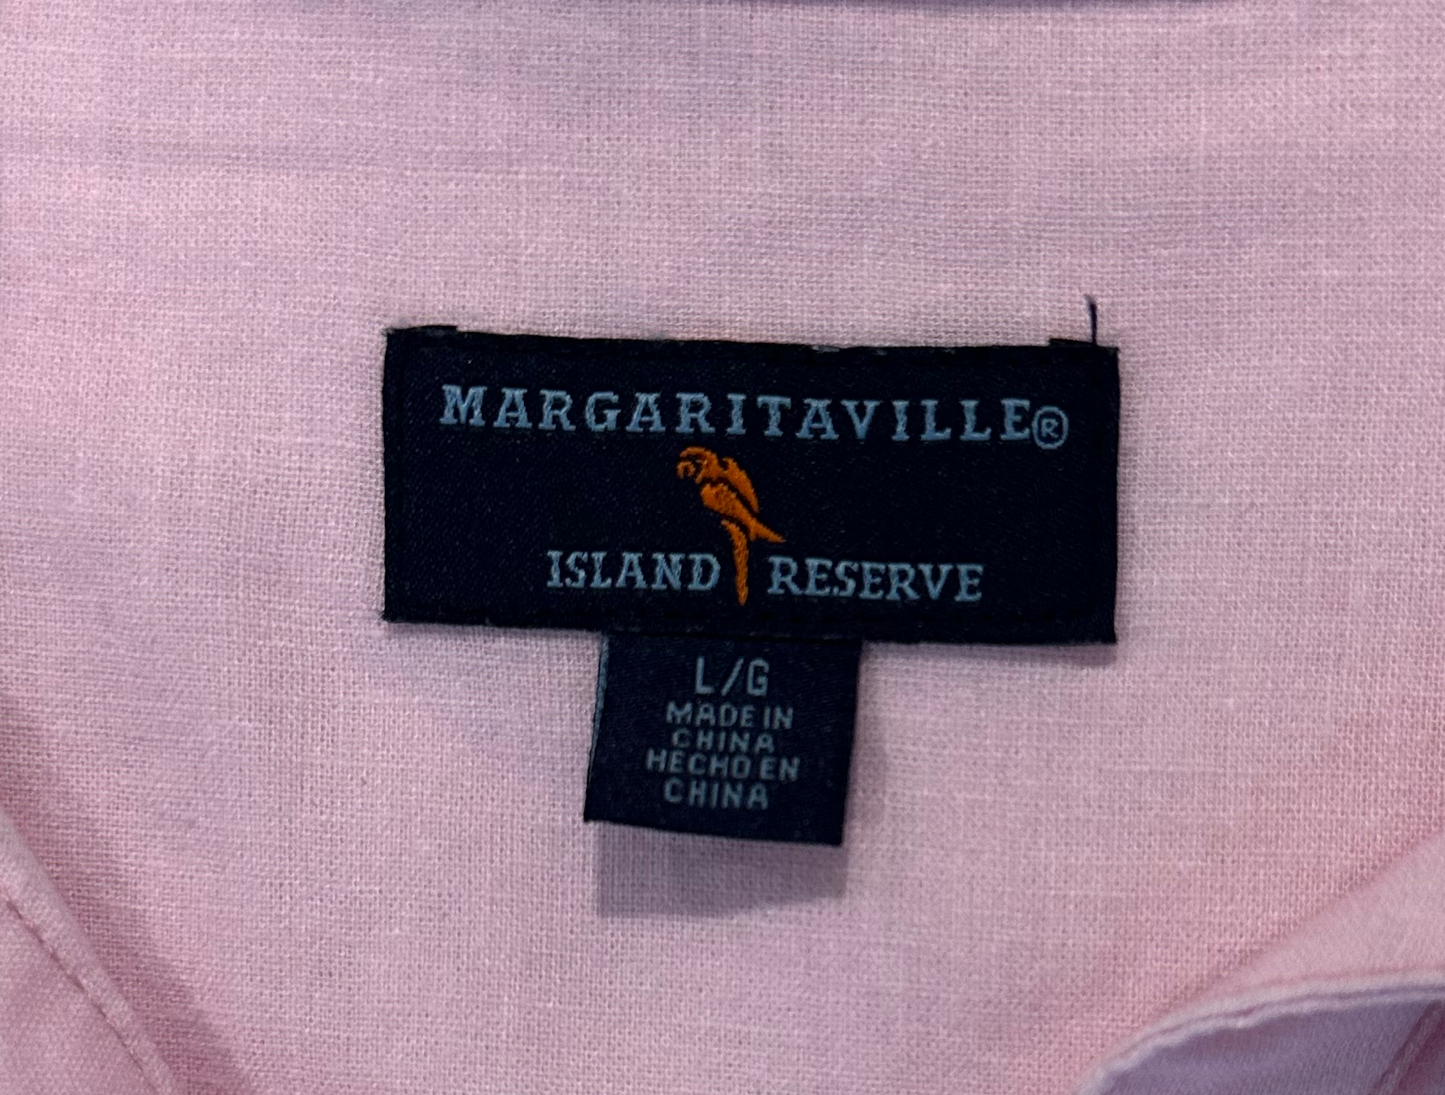 MARGARITAVILLE®
ISLAND RESERVE
L/G
MADE IN
CHINA
HECHO EN
CHINA